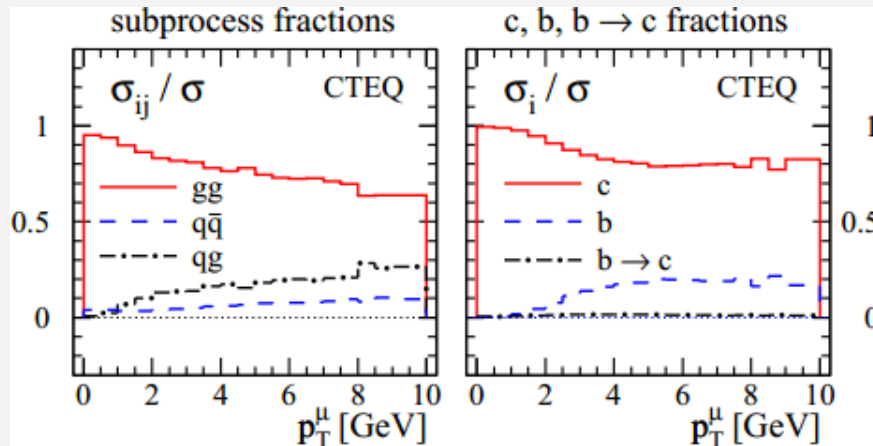 subprocess fractions
c, b, b → c fractions
σij / σ
CTEQ
σi / σ
CTEQ
1
1
gg
c
0.5
qq̄
b
0.5
qg
b → c
0
0
0 2 4 6 8 10
0 2 4 6 8 10
pTμ [GeV]
pTμ [GeV]